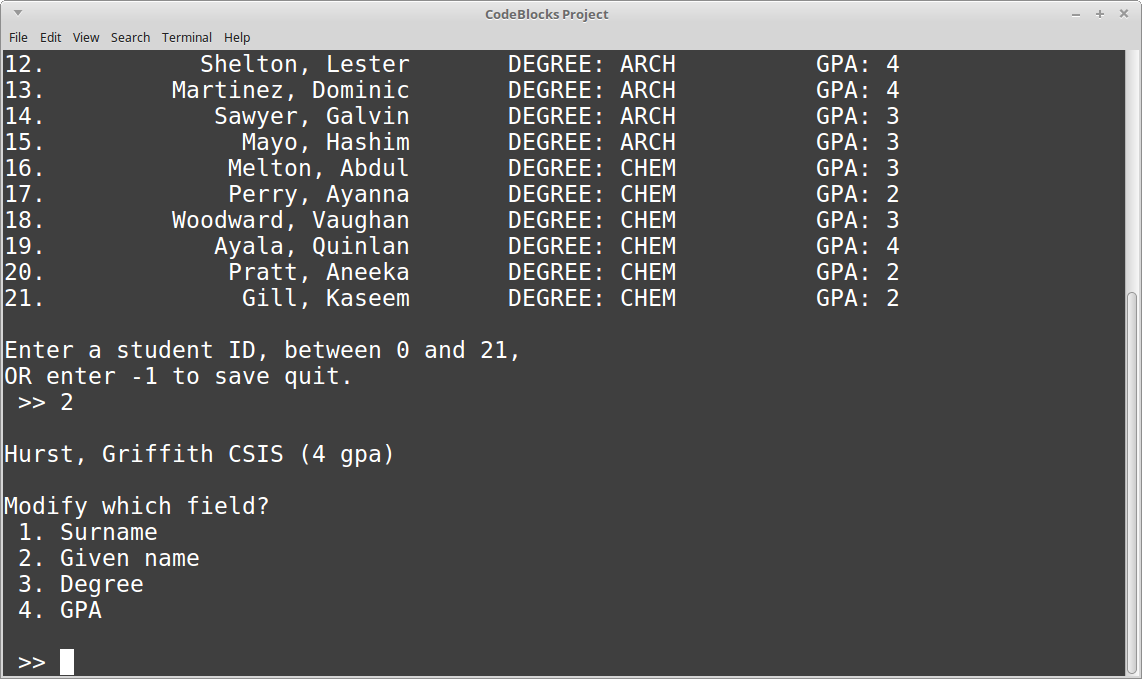 CodeBlocks Project
File Edit View Search Terminal Help
12. Shelton, Lester DEGREE: ARCH GPA: 4
13. Martinez, Dominic DEGREE: ARCH GPA: 4
14. Sawyer, Galvin DEGREE: ARCH GPA: 3
15. Mayo, Hashim DEGREE: ARCH GPA: 3
16. Melton, Abdul DEGREE: CHEM GPA: 3
17. Perry, Ayanna DEGREE: CHEM GPA: 2
18. Woodward, Vaughan DEGREE: CHEM GPA: 3
19. Ayala, Quinlan DEGREE: CHEM GPA: 4
20. Pratt, Aneeka DEGREE: CHEM GPA: 2
21. Gill, Kaseem DEGREE: CHEM GPA: 2
Enter a student ID, between 0 and 21,
OR enter -1 to save quit.
>> 2
Hurst, Griffith CSIS (4 gpa)
Modify which field?
1. Surname
2. Given name
3. Degree
4. GPA
>>